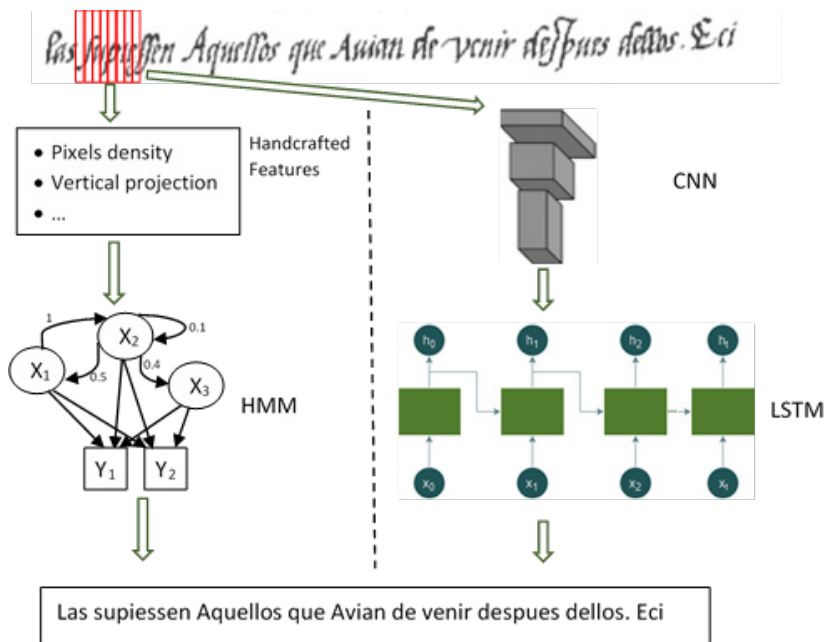 las supiessen Aquellos que Auian de venir despues dellos. Eci
• Pixels density
• Vertical projection
• ...
Handcrafted
Features
CNN
1
X₂
0.1
X₁
0.5
0.4
X₃
HMM
Y₁ Y₂
h₀ h₁ h₂ hₜ
...
LSTM
x₀ x₁ x₂ xₜ
Las supiessen Aquellos que Avian de venir despues dellos. Eci